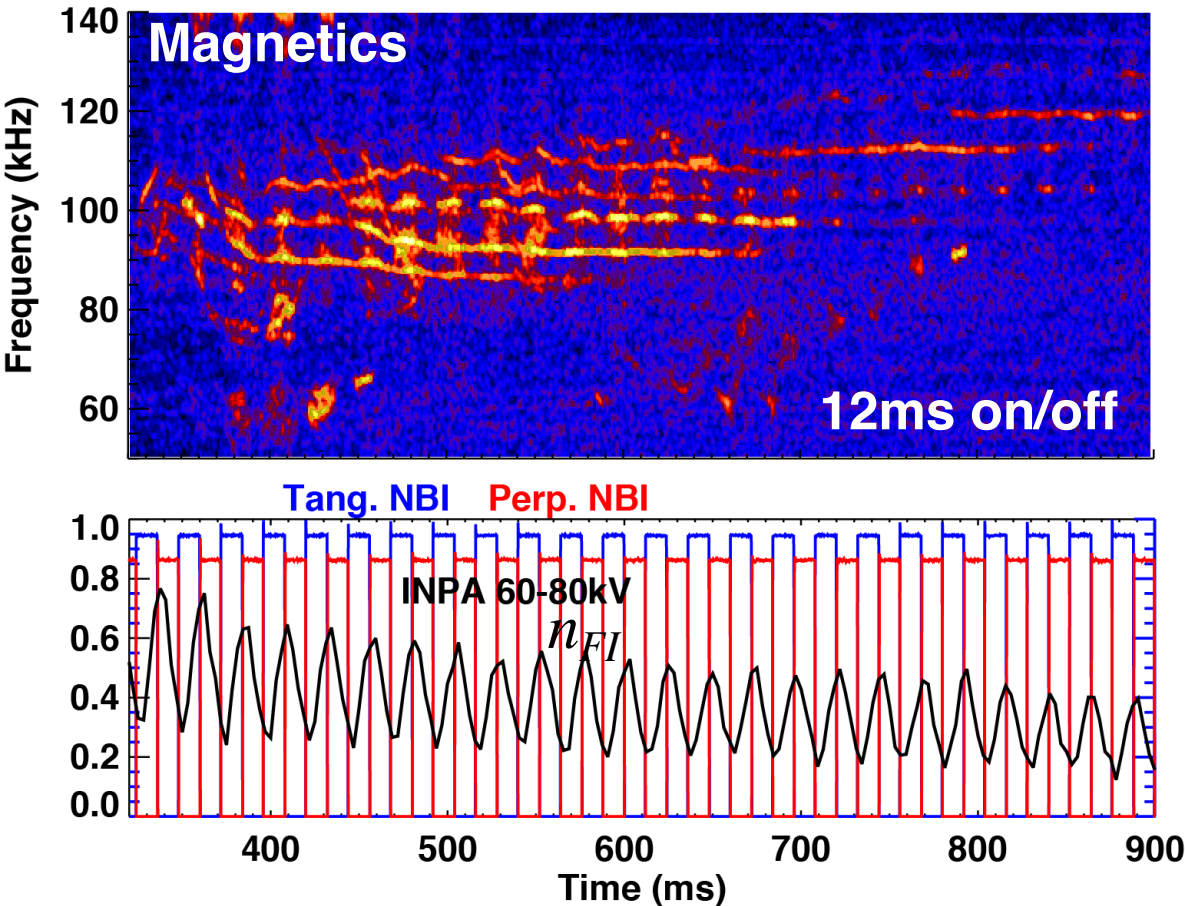 Magnetics
140
120
100
80
60
Frequency (kHz)
12ms on/off
Tang. NBI Perp. NBI
1.0
0.8
0.6
0.4
0.2
0.0
INPA 60-80kV
nFI
400 500 600 700 800 900
Time (ms)